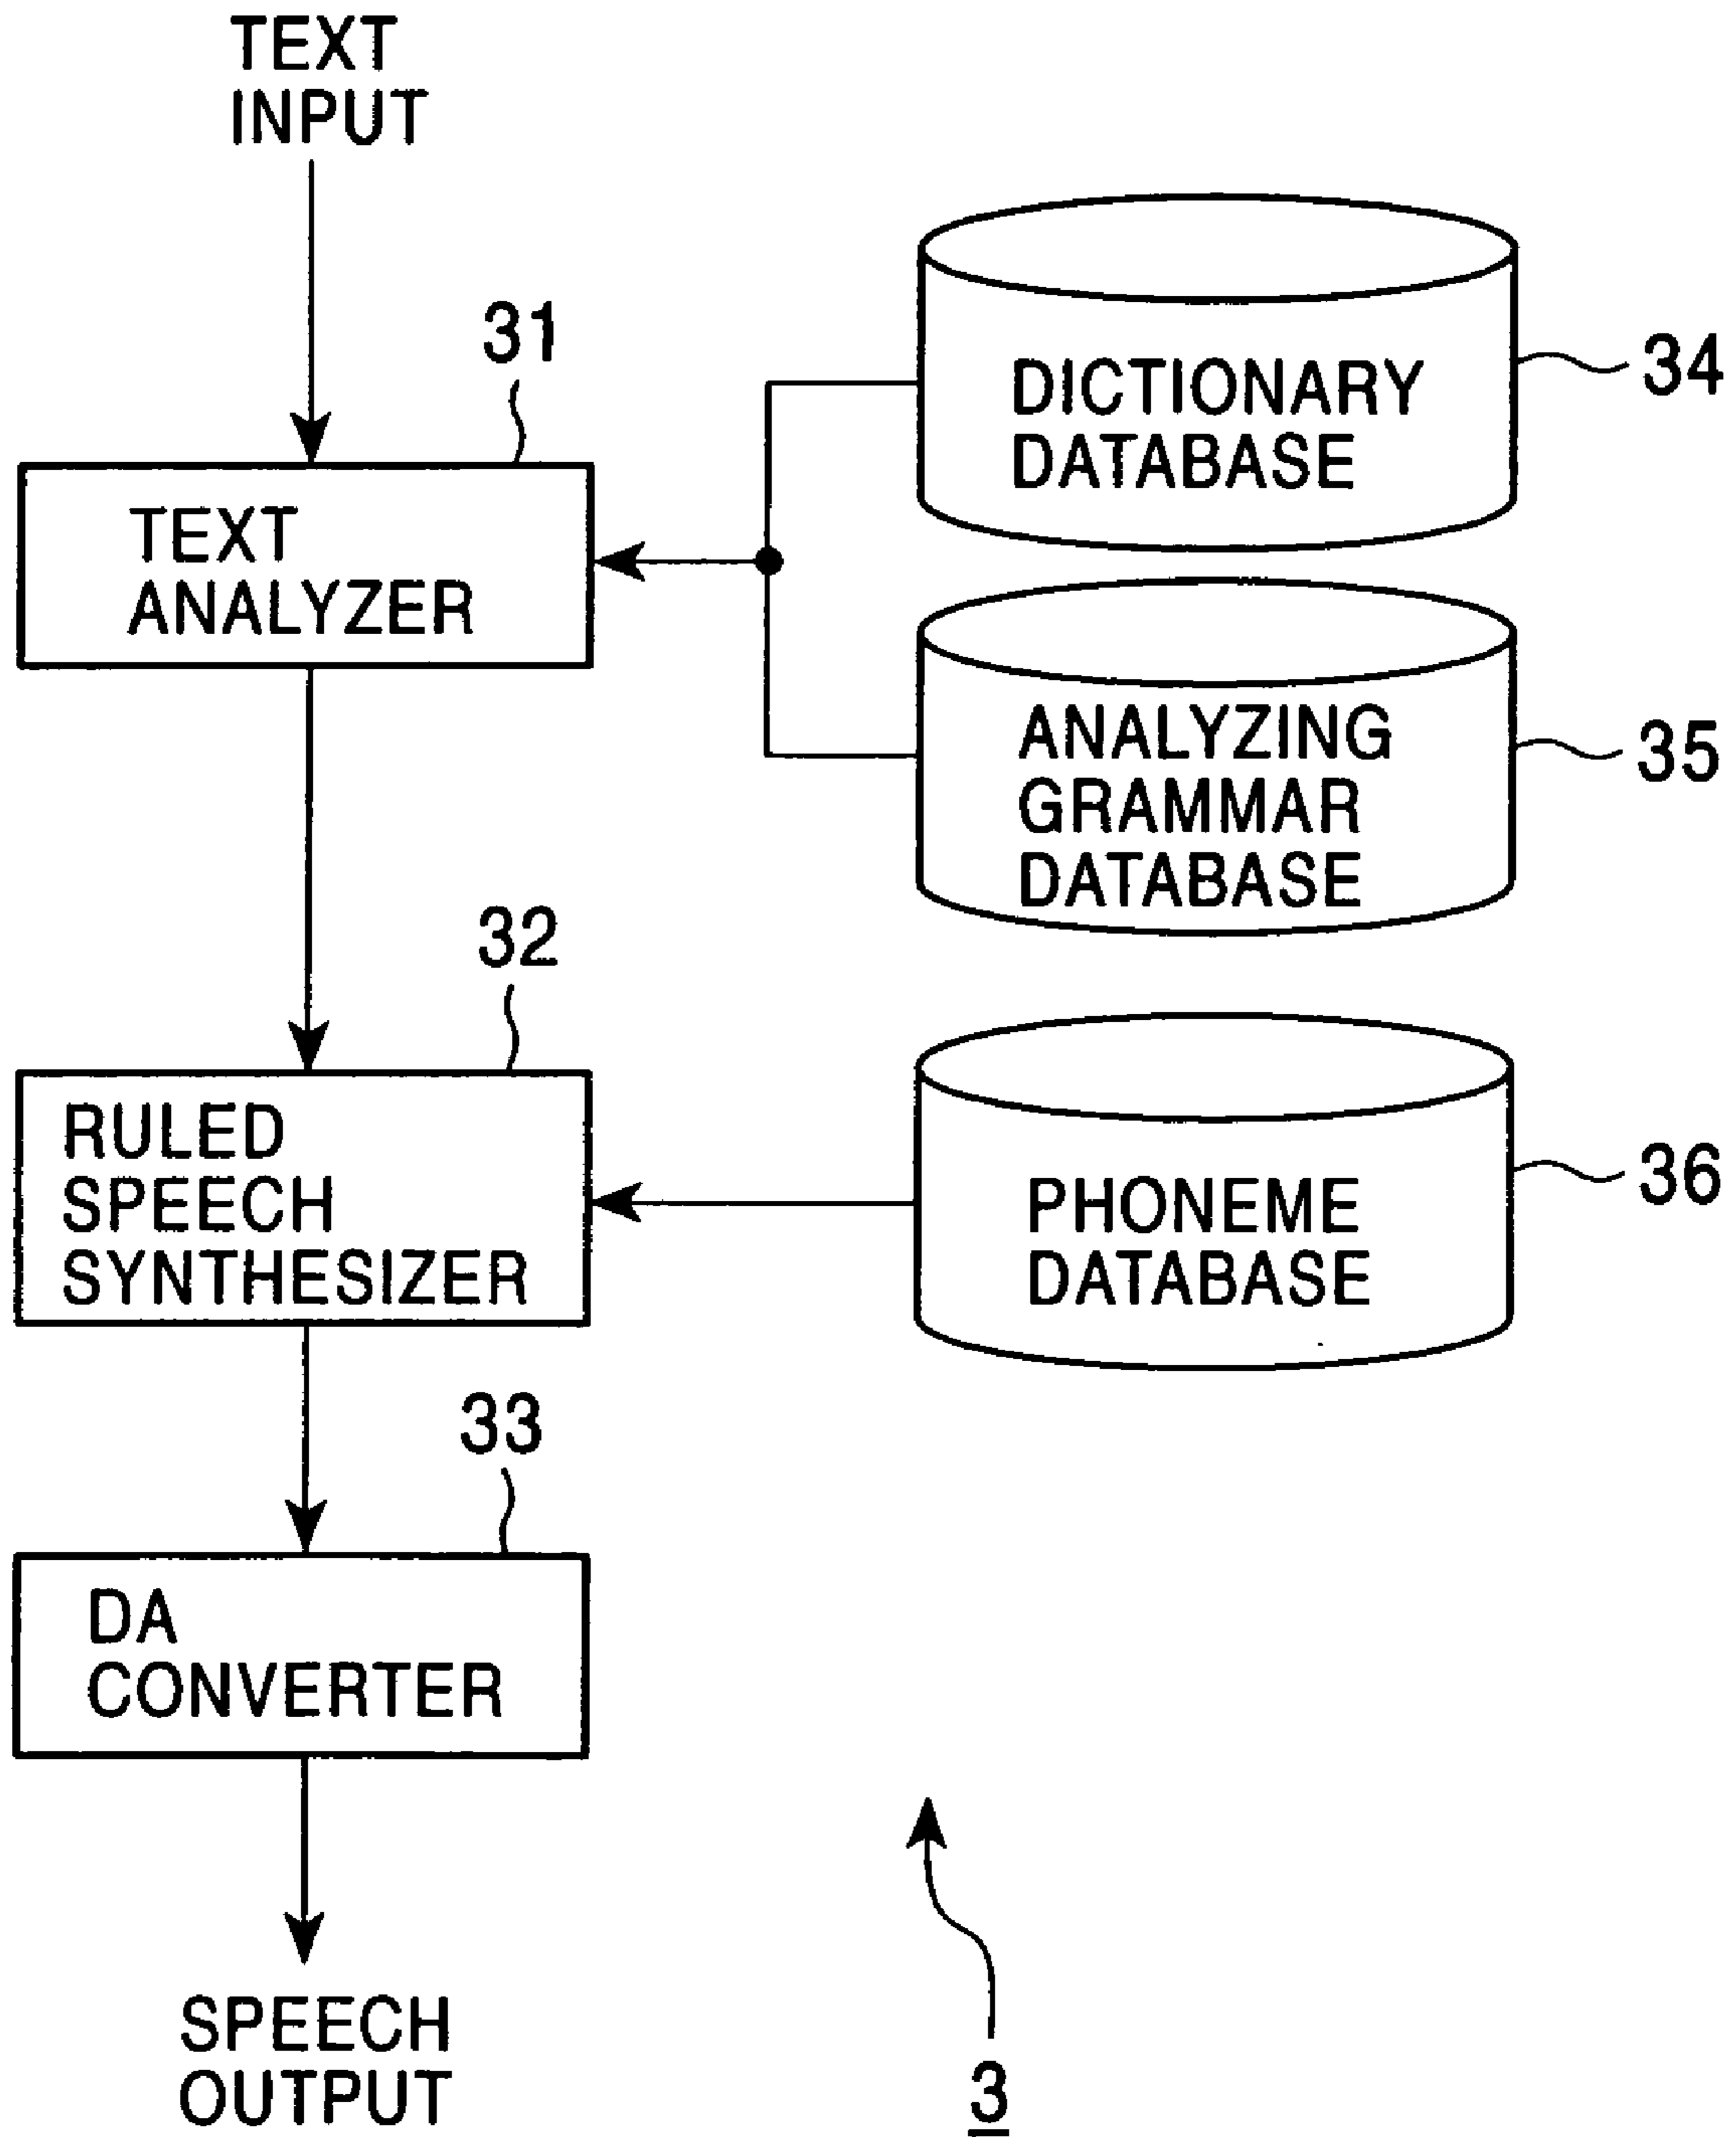 TEXT
INPUT
31
34
DICTIONARY
DATABASE
TEXT
ANALYZER
35
ANALYZING
GRAMMAR
DATABASE
32
RULED
SPEECH
SYNTHESIZER
36
PHONEME
DATABASE
33
DA
CONVERTER
SPEECH
OUTPUT
3